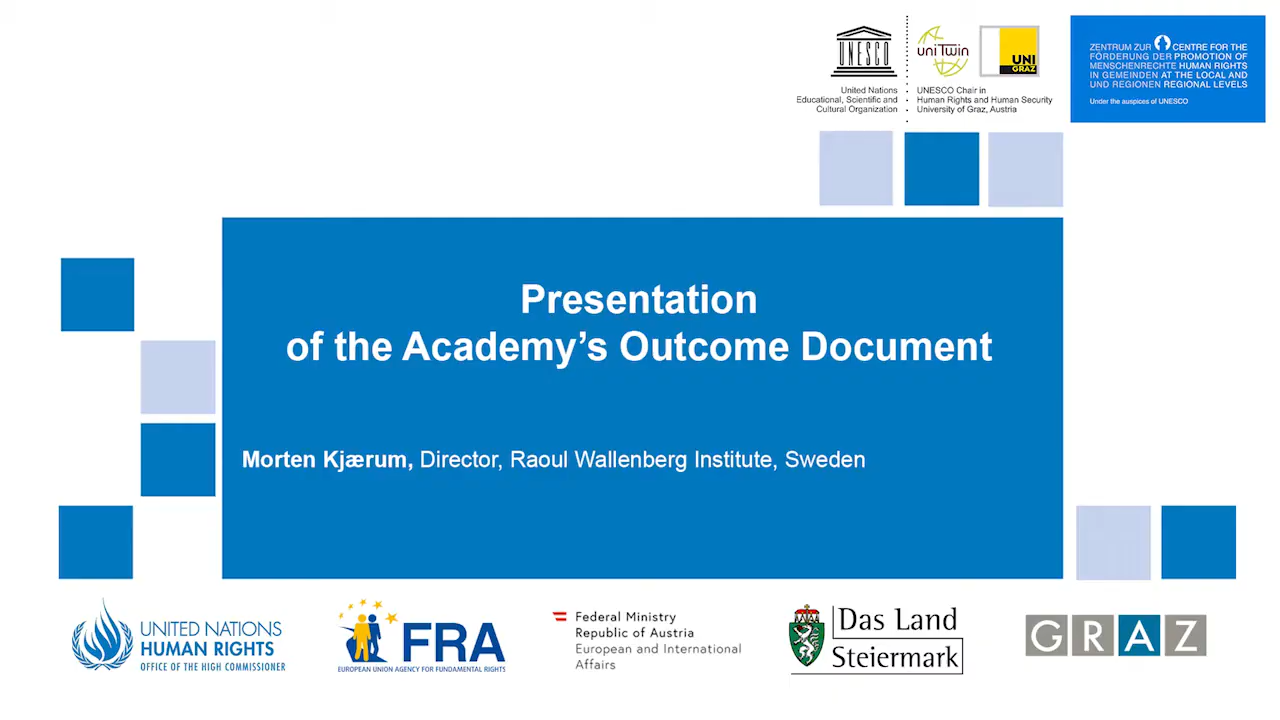 UNESCO
United Nations
Educational, Scientific and
Cultural Organization
uniTwin
UNI
GRAZ
UNESCO Chair in
Human Rights and Human Security
University of Graz, Austria
ZENTRUM ZUR CENTRE FOR THE
FÖRDERUNG DER PROMOTION OF
MENSCHENRECHTE HUMAN RIGHTS
IN GEMEINDEN AT THE LOCAL AND
UND REGIONEN REGIONAL LEVELS
Under the auspices of UNESCO
Presentation
of the Academy’s Outcome Document
Morten Kjærum, Director, Raoul Wallenberg Institute, Sweden
UNITED NATIONS
HUMAN RIGHTS
OFFICE OF THE HIGH COMMISSIONER
FRA
EUROPEAN UNION AGENCY FOR FUNDAMENTAL RIGHTS
Federal Ministry
Republic of Austria
European and International
Affairs
Das Land
Steiermark
GRAZ